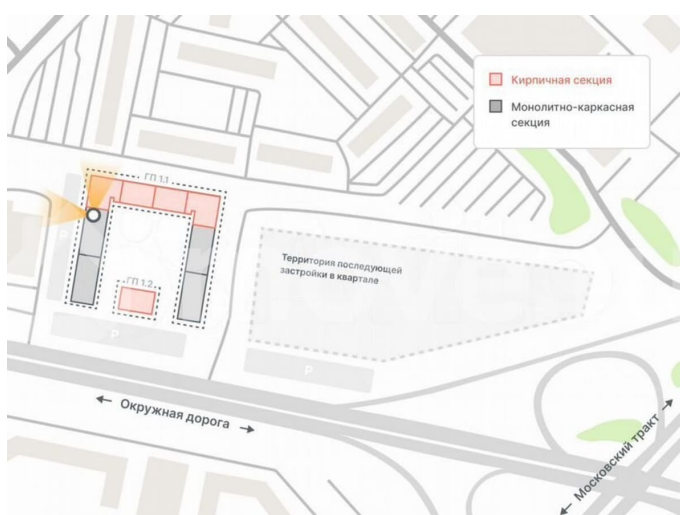 Кирпичная секция
Монолитно-каркасная
секция
ГП 1.1
P
Территория последующей
застройки в квартале
ГП 1.2
P
P
Окружная дорога
Московский тракт